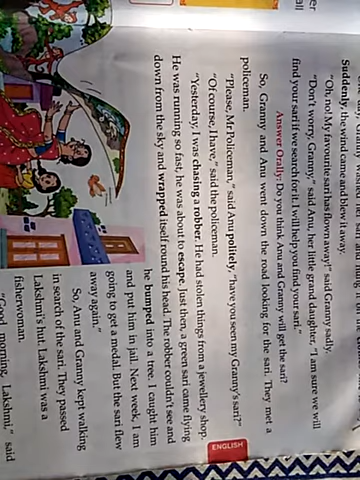 Suddenly, the wind came and blew it away.
"Oh, no! My favourite sari has flown away!" said Granny sadly.
"Don't worry, Granny," said Anu, her little grand daughter, "I am sure we will
find your sari if we search for it. I will help you find your sari."
Answer Orally: Do you think Anu and Granny will get the sari?
So, Granny and Anu went down the road looking for the sari. They met a
policeman.
"Please, Mr Policeman," said Anu politely, "have you seen my Granny's sari?"
"Of course, I have," said the policeman.
"Yesterday, I was chasing a robber. He had stolen things from a jewellery shop.
He was running so fast, he was about to escape. Just then, a green sari came flying
down from the sky and wrapped itself round his head. The robber couldn't see and
he bumped into a tree. I caught him
and put him in jail. Next week, I am
going to get a medal. But the sari flew
away again."
So, Anu and Granny kept walking
in search of the sari. They passed
Lakshmi's hut. Lakshmi was a
fisherwoman.
"Good morning, Lakshmi," said
ENGLISH